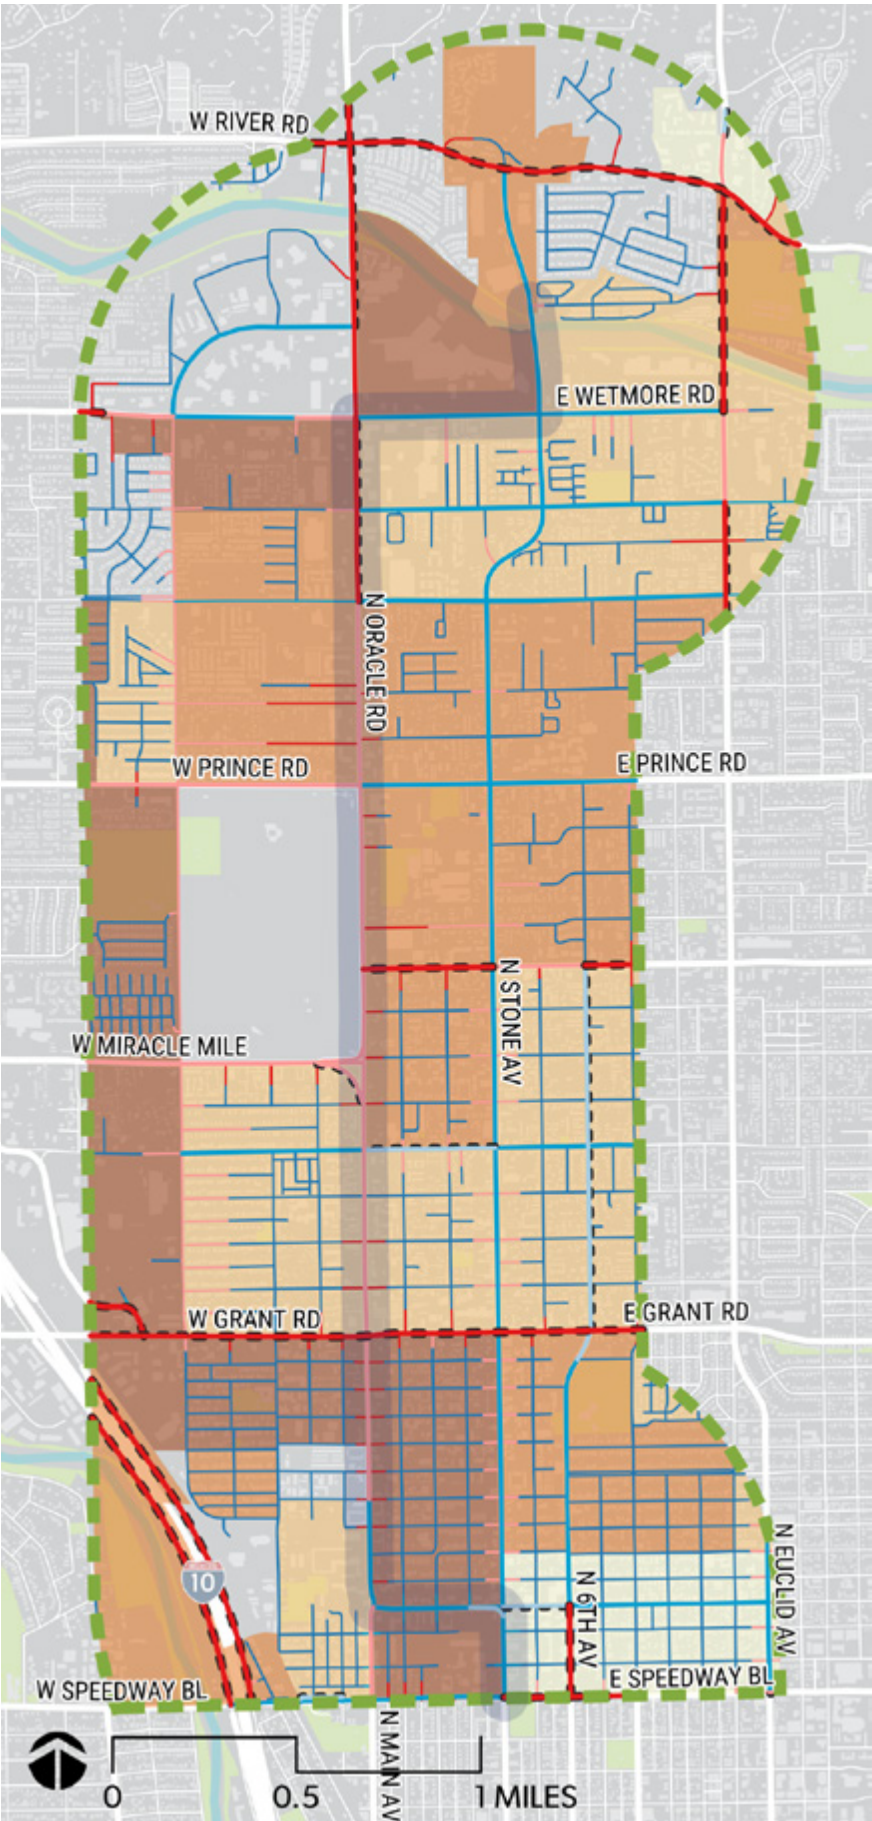 W RIVER RD
E WETMORE RD
N ORACLE RD
W PRINCE RD
E PRINCE RD
N STONE AV
W MIRACLE MILE
W GRANT RD
E GRANT RD
10
N 6TH AV
N EUCLID AV
W SPEEDWAY BL
E SPEEDWAY BL
N MAIN AV
0 0.5 1 MILES